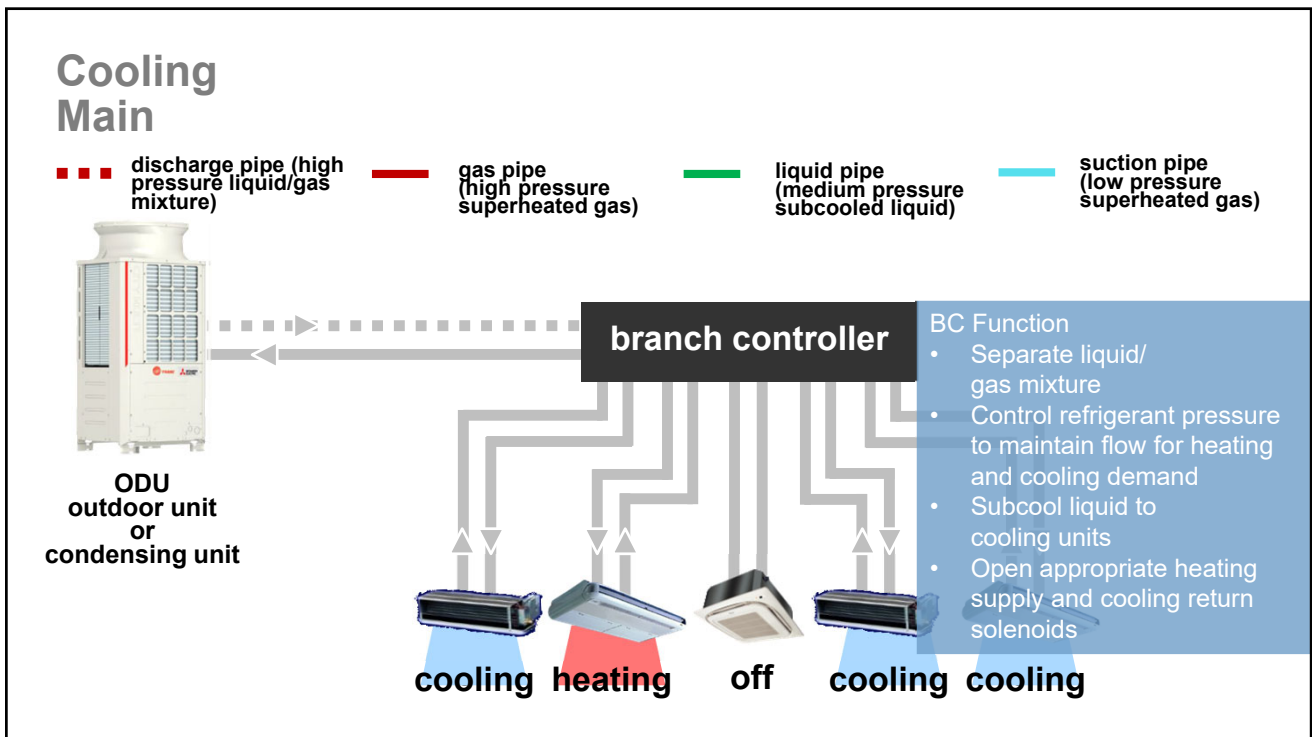 Cooling
Main
discharge pipe (high
pressure liquid/gas
mixture)
gas pipe
(high pressure
superheated gas)
liquid pipe
(medium pressure
subcooled liquid)
suction pipe
(low pressure
superheated gas)
branch controller
BC Function
• Separate liquid/
gas mixture
• Control refrigerant pressure
to maintain flow for heating
and cooling demand
• Subcool liquid to
cooling units
• Open appropriate heating
supply and cooling return
solenoids
ODU
outdoor unit
or
condensing unit
cooling
heating
off
cooling
cooling